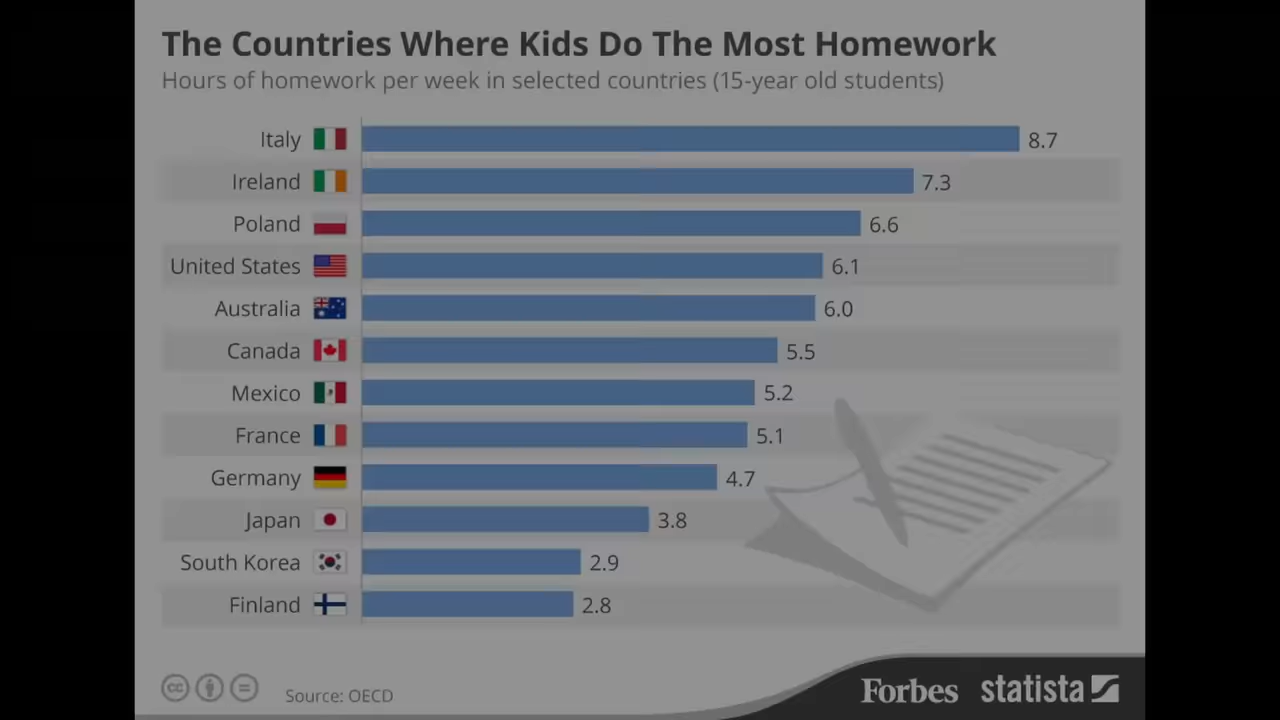 The Countries Where Kids Do The Most Homework
Hours of homework per week in selected countries (15-year old students)
Italy 8.7
Ireland 7.3
Poland 6.6
United States 6.1
Australia 6.0
Canada 5.5
Mexico 5.2
France 5.1
Germany 4.7
Japan 3.8
South Korea 2.9
Finland 2.8
cc Source: OECD Forbes statista